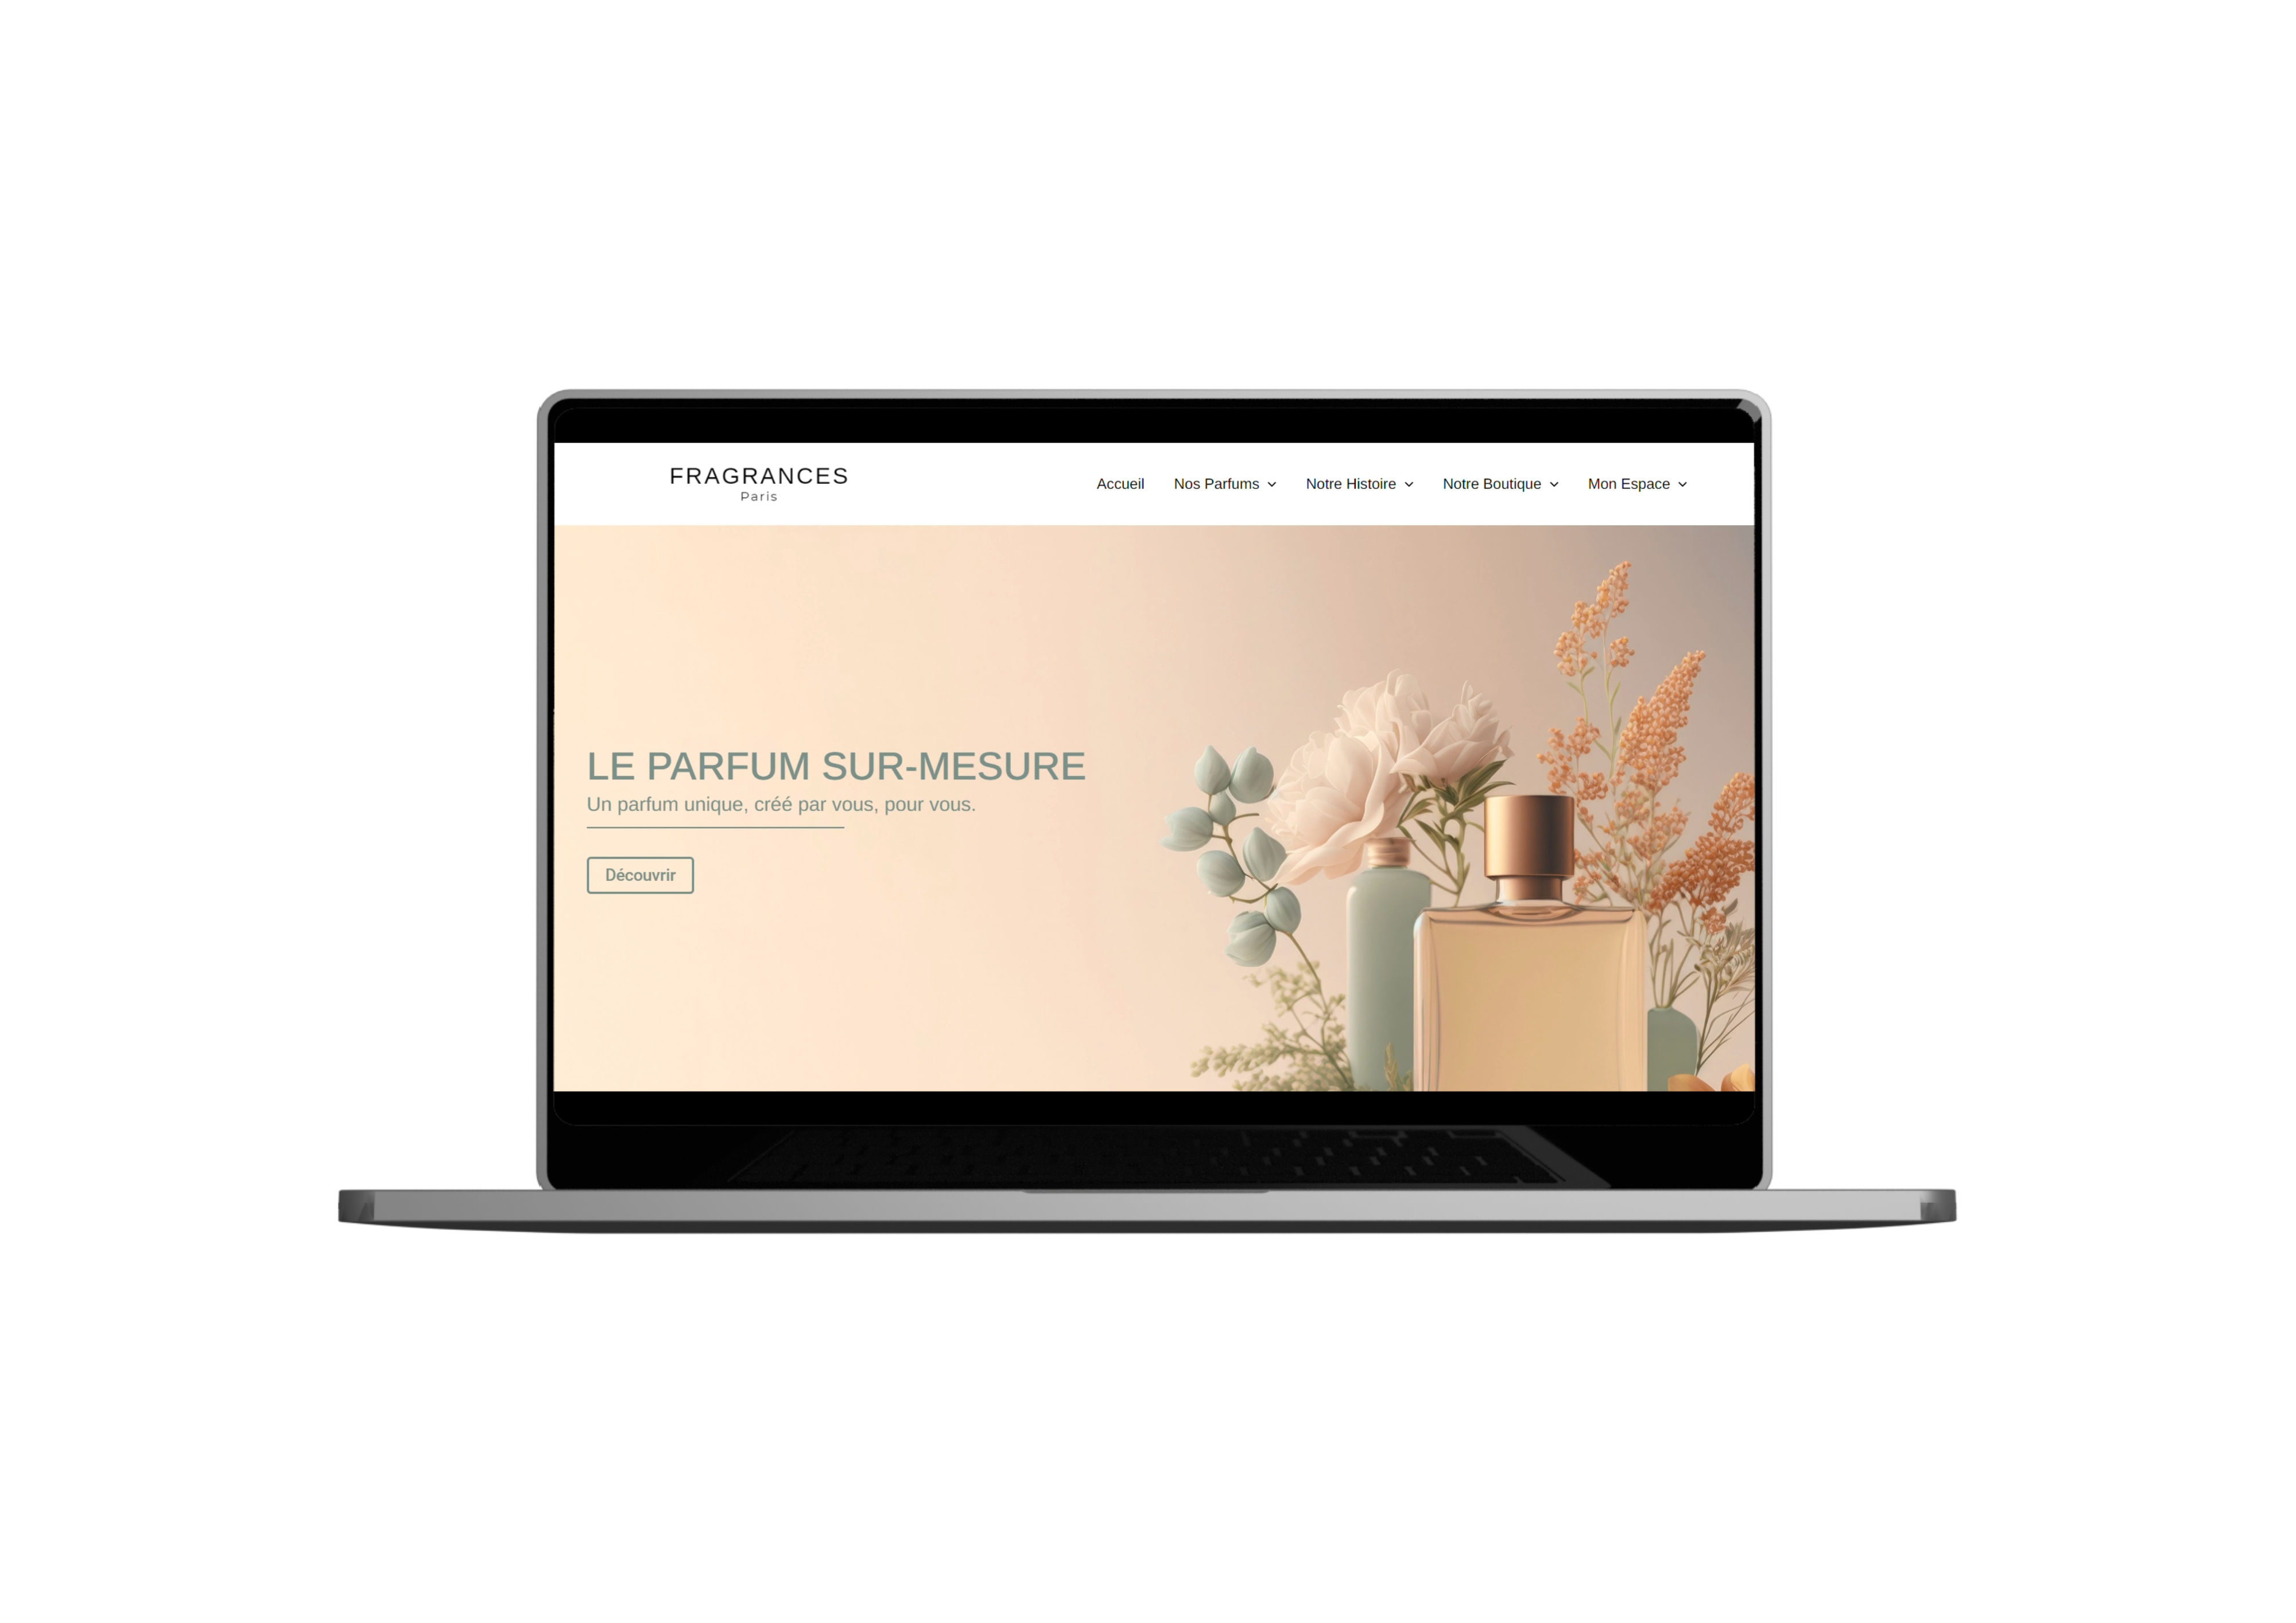 FRAGRANCES
Paris
Accueil Nos Parfums Notre Histoire Notre Boutique Mon Espace
LE PARFUM SUR-MESURE
Un parfum unique, créé par vous, pour vous.
Découvrir